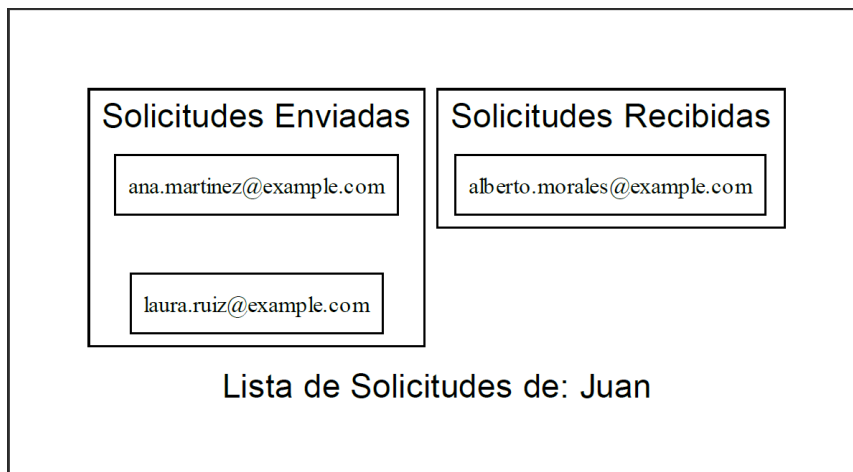 Solicitudes Enviadas
ana.martinez@example.com
laura.ruiz@example.com
Solicitudes Recibidas
alberto.morales@example.com
Lista de Solicitudes de: Juan